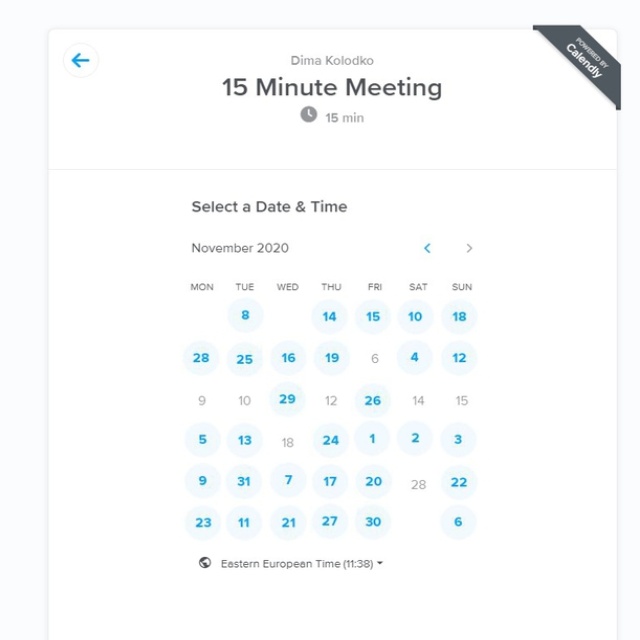 Dima Kolodko
15 Minute Meeting
15 min
POWERED BY
Calendly
Select a Date & Time
November 2020
MON TUE WED THU FRI SAT SUN
8 14 15 10 18
28 25 16 19 6 4 12
9 10 29 12 26 14 15
5 13 18 24 1 2 3
9 31 7 17 20 28 22
23 11 21 27 30 6
Eastern European Time (11:38)